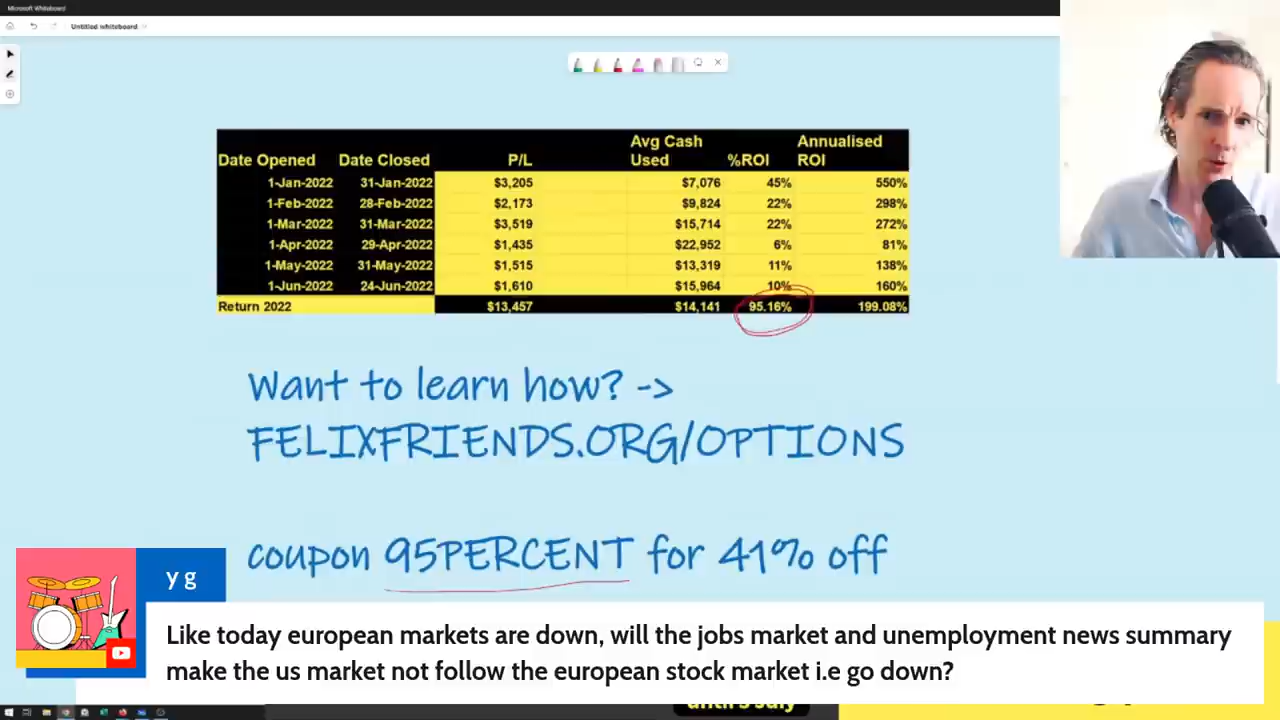 Microsoft Whiteboard
Untitled whiteboard
Date Opened Date Closed P/L Avg Cash Used %ROI Annualised ROI
1-Jan-2022 31-Jan-2022 $3,205 $7,076 45% 550%
1-Feb-2022 28-Feb-2022 $2,173 $9,824 22% 298%
1-Mar-2022 31-Mar-2022 $3,519 $15,714 22% 272%
1-Apr-2022 29-Apr-2022 $1,435 $22,952 6% 81%
1-May-2022 31-May-2022 $1,515 $13,319 11% 138%
1-Jun-2022 24-Jun-2022 $1,610 $15,964 10% 160%
Return 2022 $13,457 $14,141 95.16% 199.08%
Want to learn how? ->
FELIXFRIENDS.ORG/OPTIONS
coupon 95PERCENT for 41% off
y g
Like today european markets are down, will the jobs market and unemployment news summary
make the us market not follow the european stock market i.e go down?